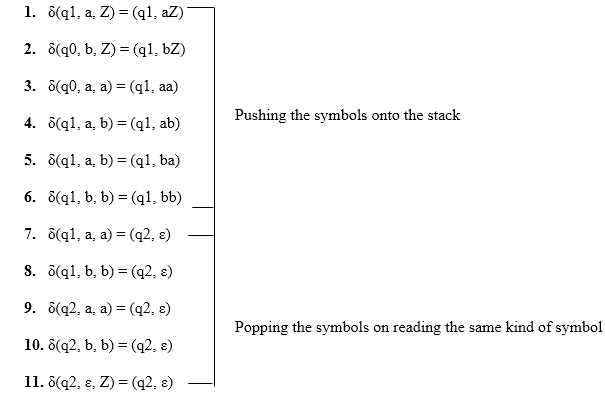 1. δ(q1, a, Z) = (q1, aZ)
2. δ(q0, b, Z) = (q1, bZ)
3. δ(q0, a, a) = (q1, aa)
Pushing the symbols onto the stack
4. δ(q1, a, b) = (q1, ab)
5. δ(q1, a, b) = (q1, ba)
6. δ(q1, b, b) = (q1, bb)
7. δ(q1, a, a) = (q2, ε)
8. δ(q1, b, b) = (q2, ε)
9. δ(q2, a, a) = (q2, ε)
Popping the symbols on reading the same kind of symbol
10. δ(q2, b, b) = (q2, ε)
11. δ(q2, ε, Z) = (q2, ε)